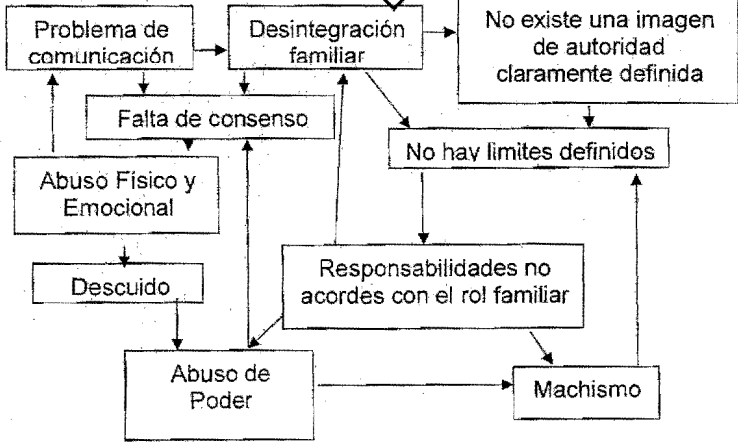 Problema de
comunicación
Desintegración
familiar
No existe una imagen
de autoridad
claramente definida
Falta de consenso
No hay limites definidos
Abuso Físico y
Emocional
Descuido
Responsabilidades no
acordes con el rol familiar
Abuso de
Poder
Machismo